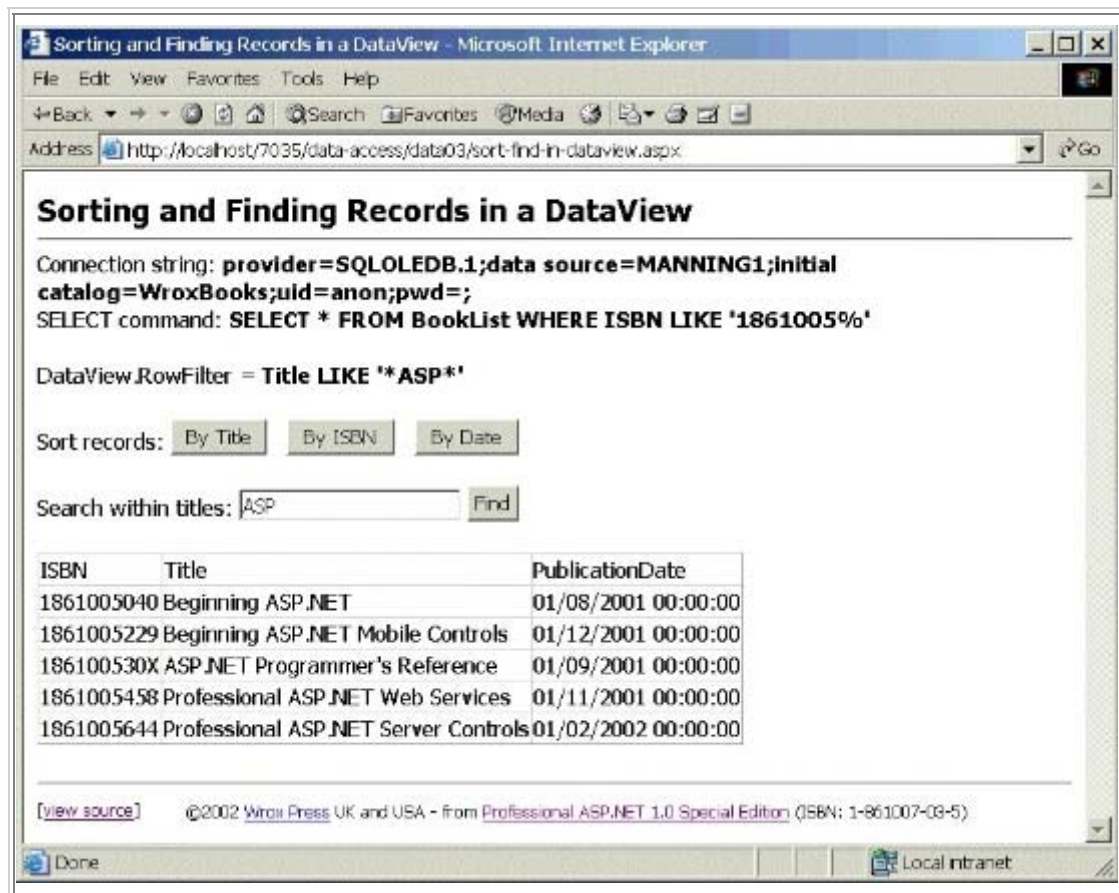 Sorting and Finding Records in a DataView - Microsoft Internet Explorer
File Edit View Favorites Tools Help
Back Search Favorites Media
Address http://localhost/7035/data-access/data03/sort-find-in-dataview.aspx Go
Sorting and Finding Records in a DataView
Connection string: provider=SQLOLEDB.1;data source=MANNING1;initial
catalog=WroxBooks;uid=anon;pwd=;
SELECT command: SELECT * FROM BookList WHERE ISBN LIKE '1861005%'
DataView.RowFilter = Title LIKE '*ASP*'
Sort records: By Title By ISBN By Date
Search within titles: ASP Find
ISBN Title PublicationDate
1861005040 Beginning ASP.NET 01/08/2001 00:00:00
1861005229 Beginning ASP.NET Mobile Controls 01/12/2001 00:00:00
186100530X ASP.NET Programmer's Reference 01/09/2001 00:00:00
1861005458 Professional ASP.NET Web Services 01/11/2001 00:00:00
1861005644 Professional ASP.NET Server Controls 01/02/2002 00:00:00
[view source] ©2002 Wrox Press UK and USA - from Professional ASP.NET 1.0 Special Edition (ISBN: 1-861007-03-5)
Done Local intranet